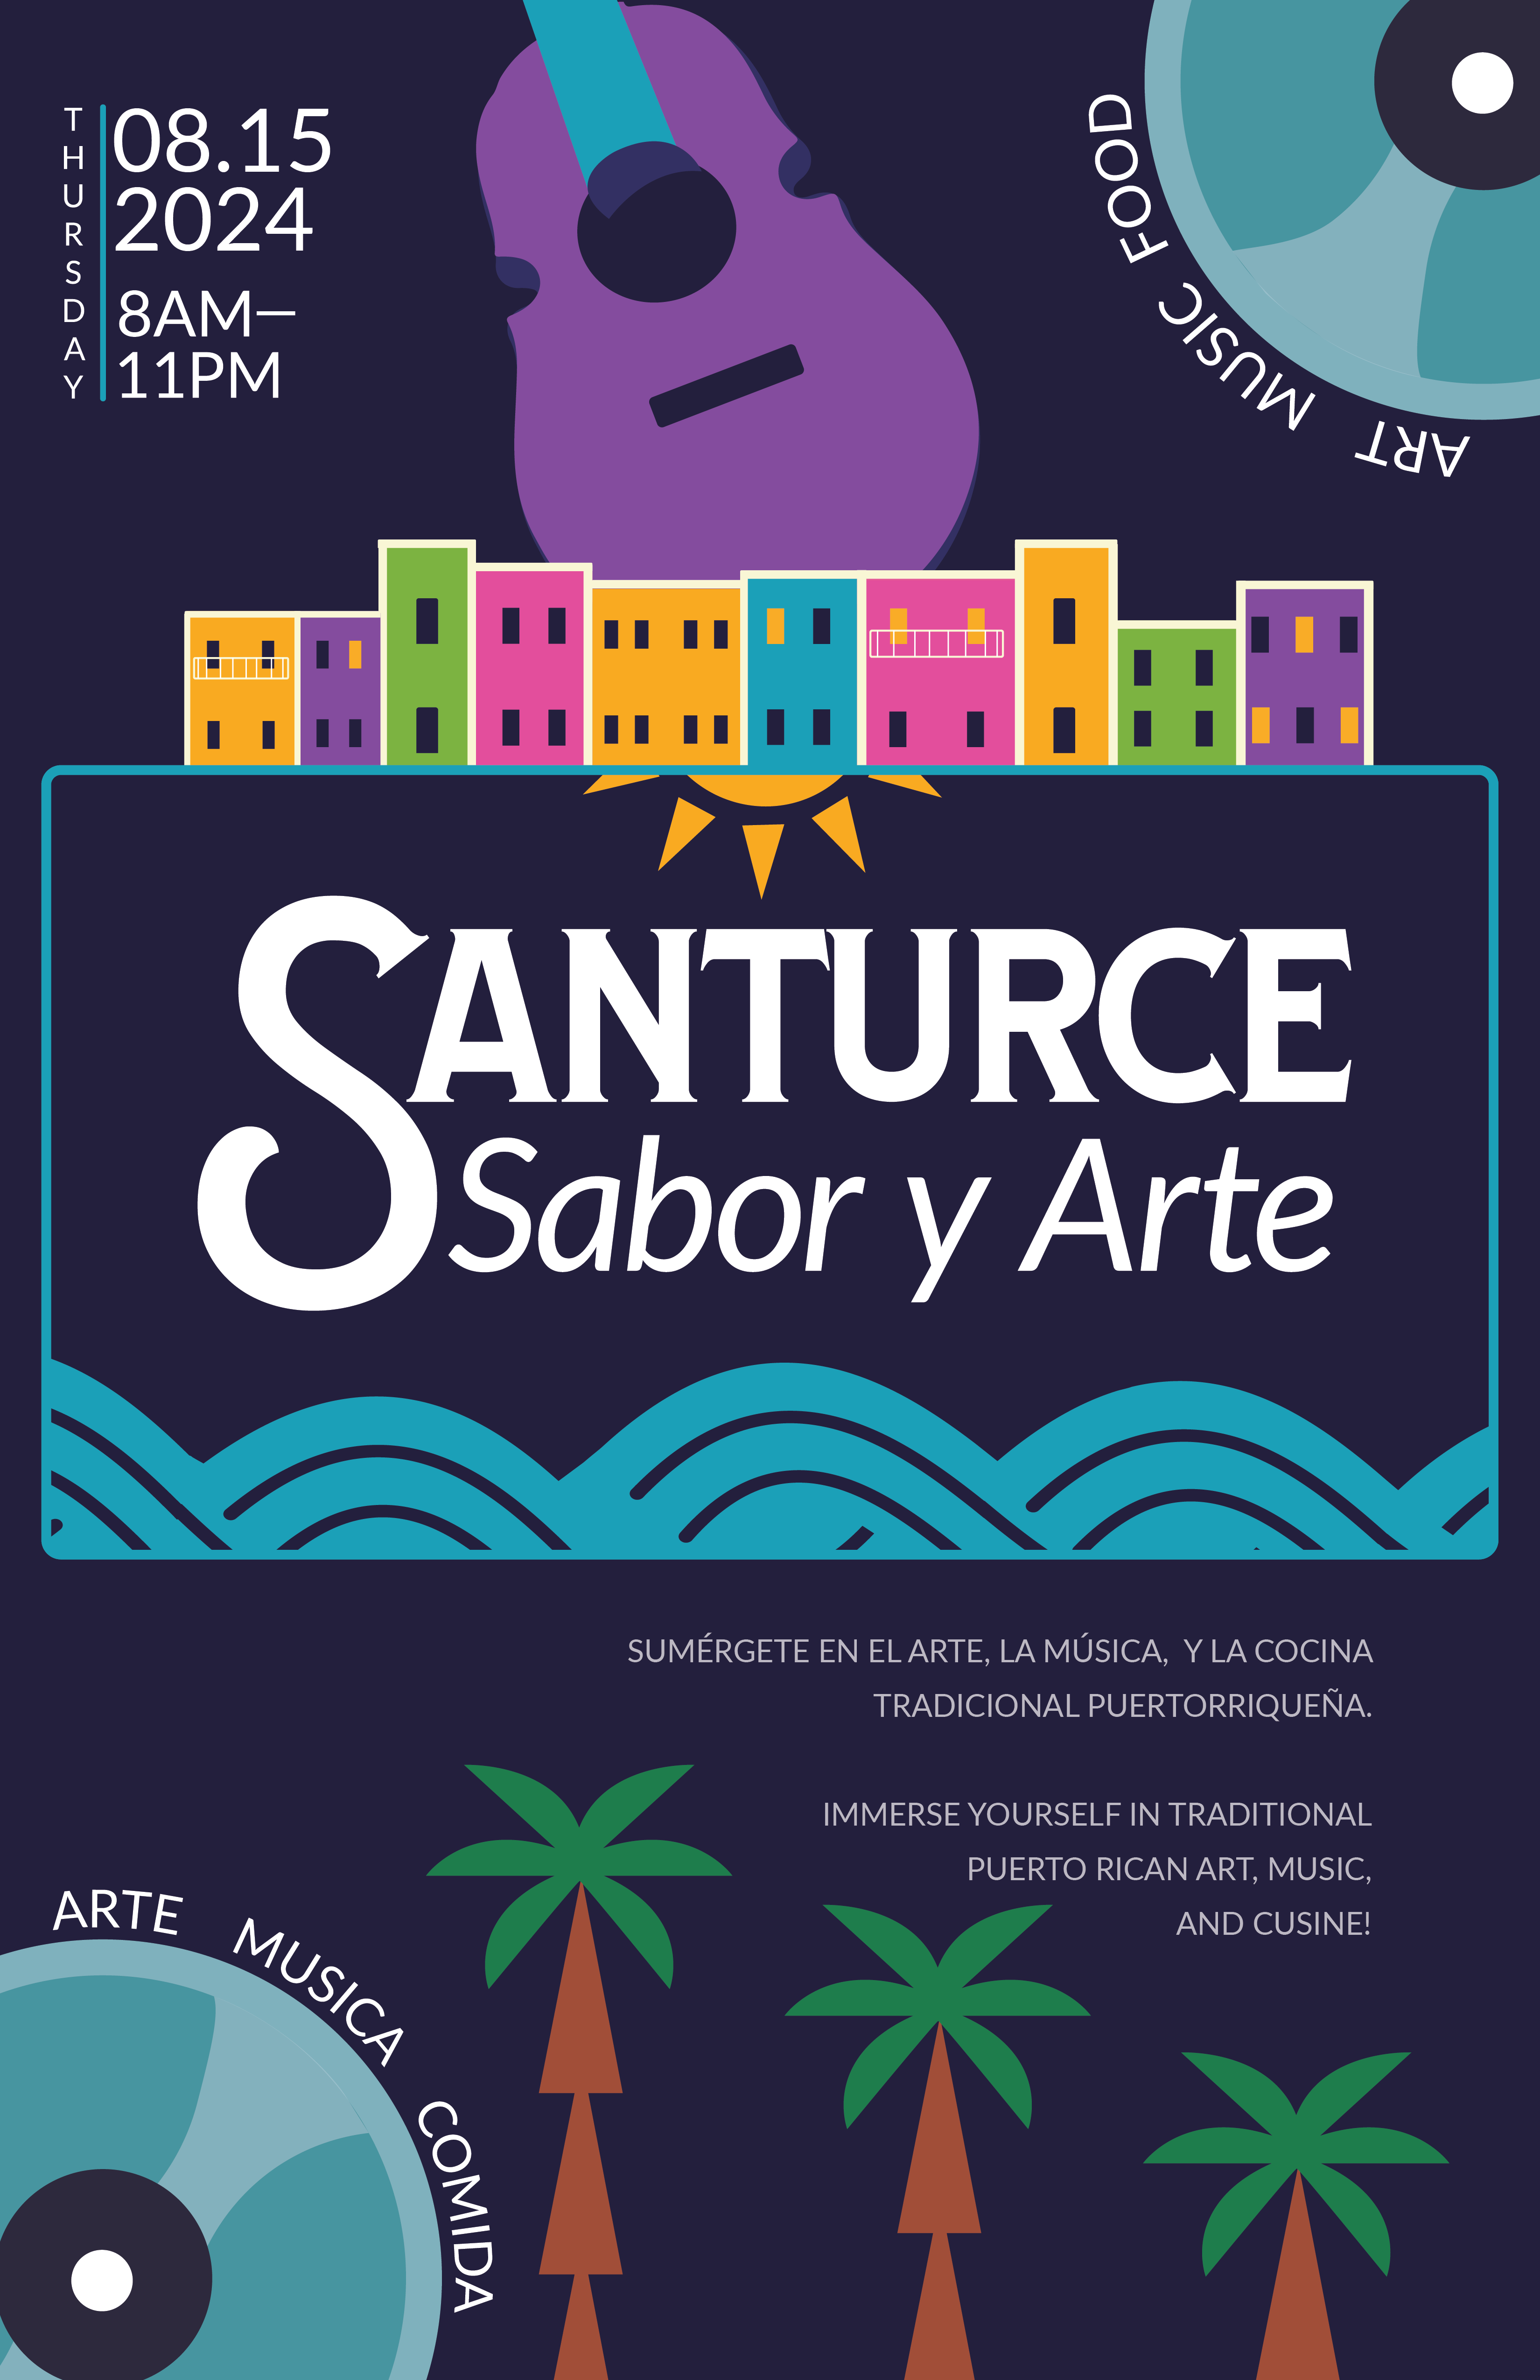 THURSDAY
08.15
2024
8AM—
11PM
FOOD MUSIC ART
SANTURCE
Sabor y Arte
SUMÉRGETE EN EL ARTE, LA MÚSICA, Y LA COCINA
TRADICIONAL PUERTORRIQUEÑA.
IMMERSE YOURSELF IN TRADITIONAL
PUERTO RICAN ART, MUSIC,
AND CUSINE!
ARTE MUSICA COMIDA